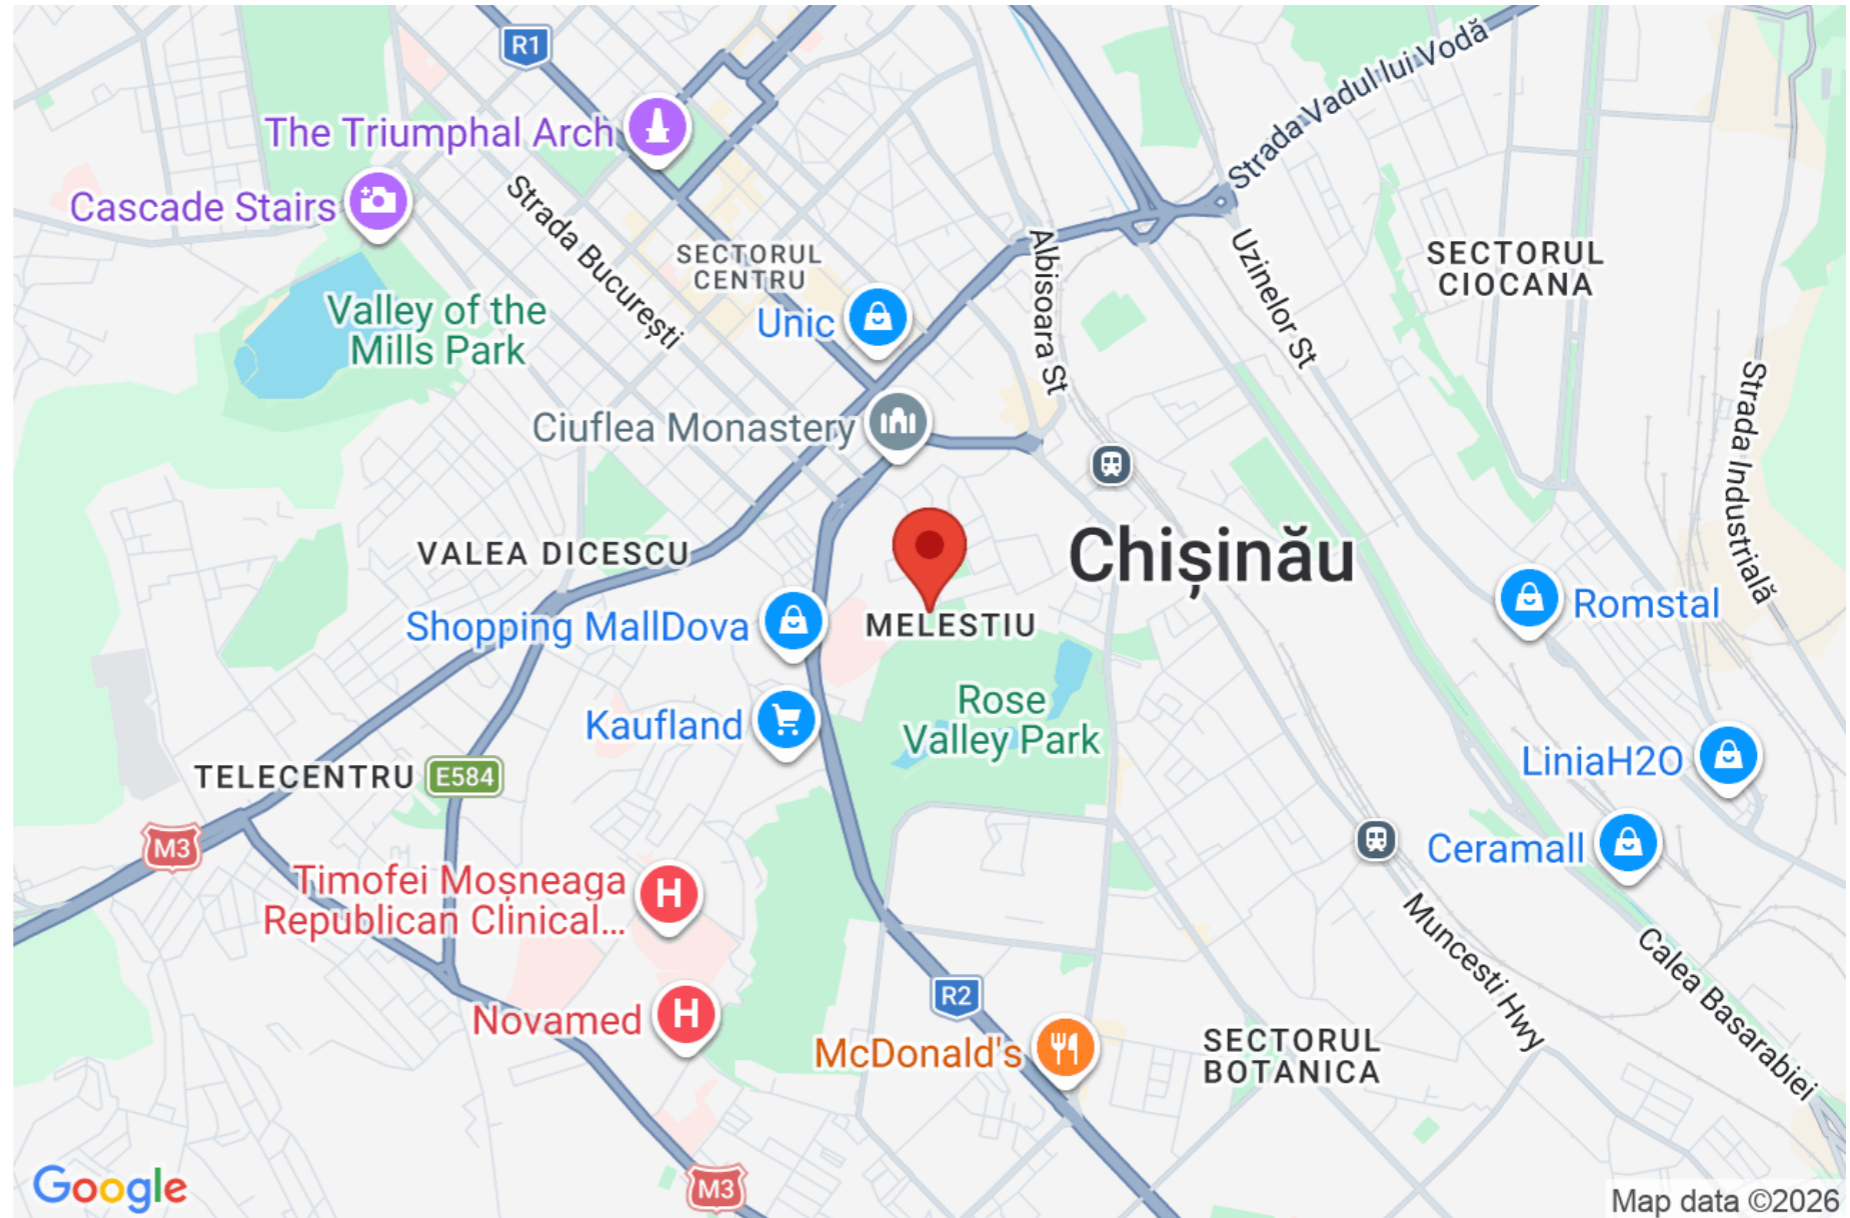 R1
The Triumphal Arch
Strada Vadul lui Vodă
Cascade Stairs
Strada București
SECTORUL
CENTRU
Albisoara St
Uzinelor St
SECTORUL
CIOCANA
Valley of the
Mills Park
Unic
Ciuflea Monastery
Strada Industrială
VALEA DICESCU
Chișinău
Shopping MallDova
MELESTIU
Romstal
Kaufland
Rose
Valley Park
TELECENTRU
E584
LiniaH2O
M3
Ceramall
Timofei Moșneaga
Republican Clinical...
Muncesti Hwy
Calea Basarabiei
R2
Novamed
H
H
McDonald's
SECTORUL
BOTANICA
M3
Google
Map data ©2026